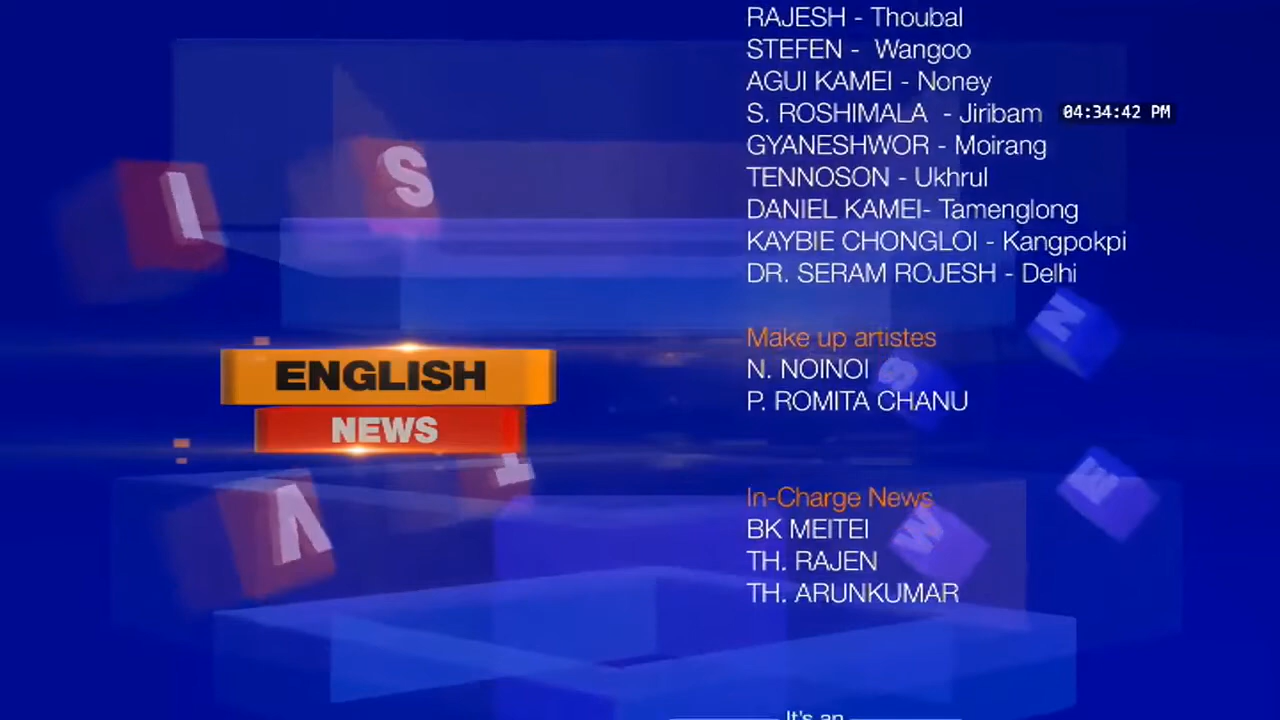 RAJESH - Thoubal
STEFEN - Wangoo
AGUI KAMEI - Noney
S. ROSHIMALA - Jiribam
04:34:42 PM
GYANESHWOR - Moirang
TENNOSON - Ukhrul
DANIEL KAMEI- Tamenglong
KAYBIE CHONGLOI - Kangpokpi
DR. SERAM ROJESH - Delhi
I
S
N
Make up artistes
N. NOINOI
S
P. ROMITA CHANU
ENGLISH
NEWS
T
V
E
In-Charge News
BK MEITEI
W
TH. RAJEN
TH. ARUNKUMAR
It's an